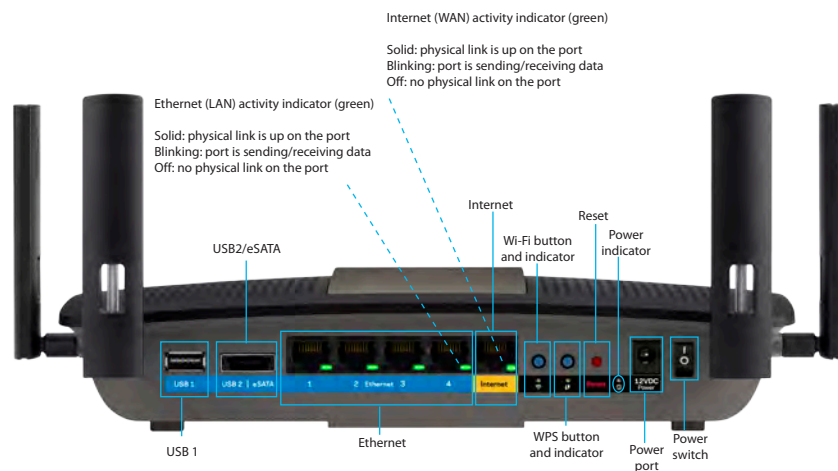 Internet (WAN) activity indicator (green)
Solid: physical link is up on the port
Blinking: port is sending/receiving data
Off: no physical link on the port
Ethernet (LAN) activity indicator (green)
Solid: physical link is up on the port
Blinking: port is sending/receiving data
Off: no physical link on the port
Internet
Reset
Wi-Fi button
and indicator
Power
indicator
USB2/eSATA
USB 1
USB 2 | eSATA
1
2 Ethernet 3
4
Internet
Reset
12VDC
Power
USB 1
Ethernet
WPS button
and indicator
Power
port
Power
switch